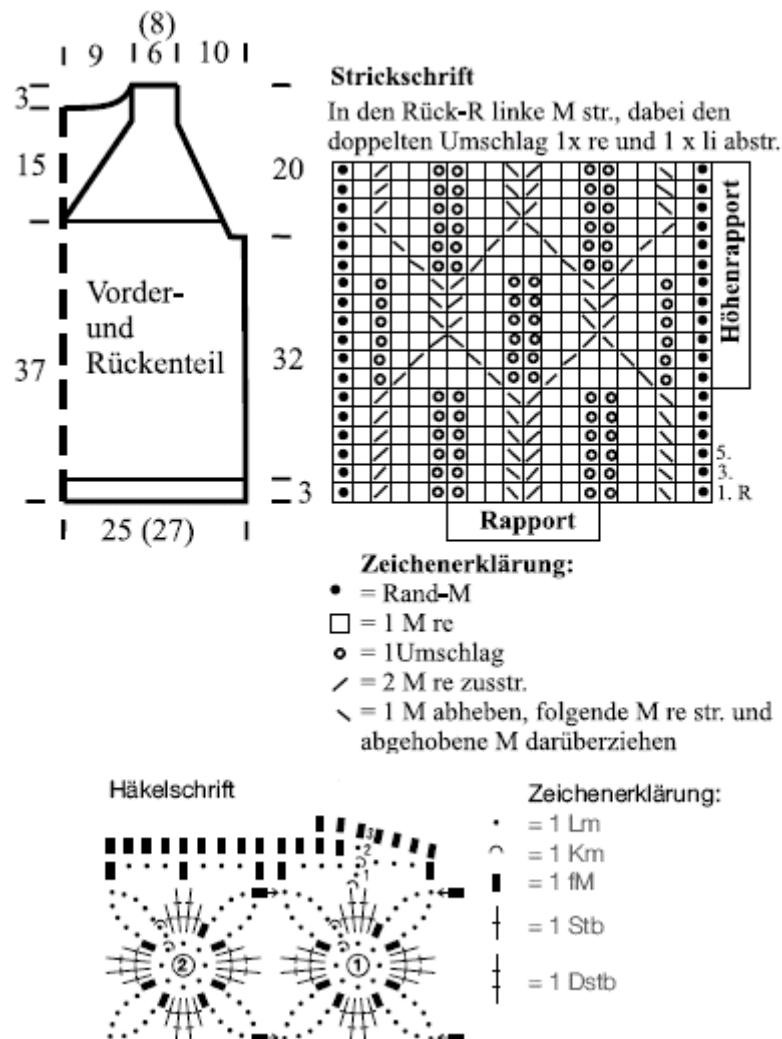 (8)
9 6 10
3
15
20
Vorder-
und
Rückenteil
37
32
3
25 (27)
Strickschrift
In den Rück-R linke M str., dabei den
doppelten Umschlag 1x re und 1 x li abstr.
Höhenrapport
5.
3.
1. R
Rapport
Zeichenerklärung:
= Rand-M
= 1 M re
= 1Umschlag
= 2 M re zusstr.
= 1 M abheben, folgende M re str. und
abgehobene M darüberziehen
Häkelschrift
3
2
1
2
1
Zeichenerklärung:
= 1 Lm
= 1 Km
= 1 fM
= 1 Stb
= 1 Dstb